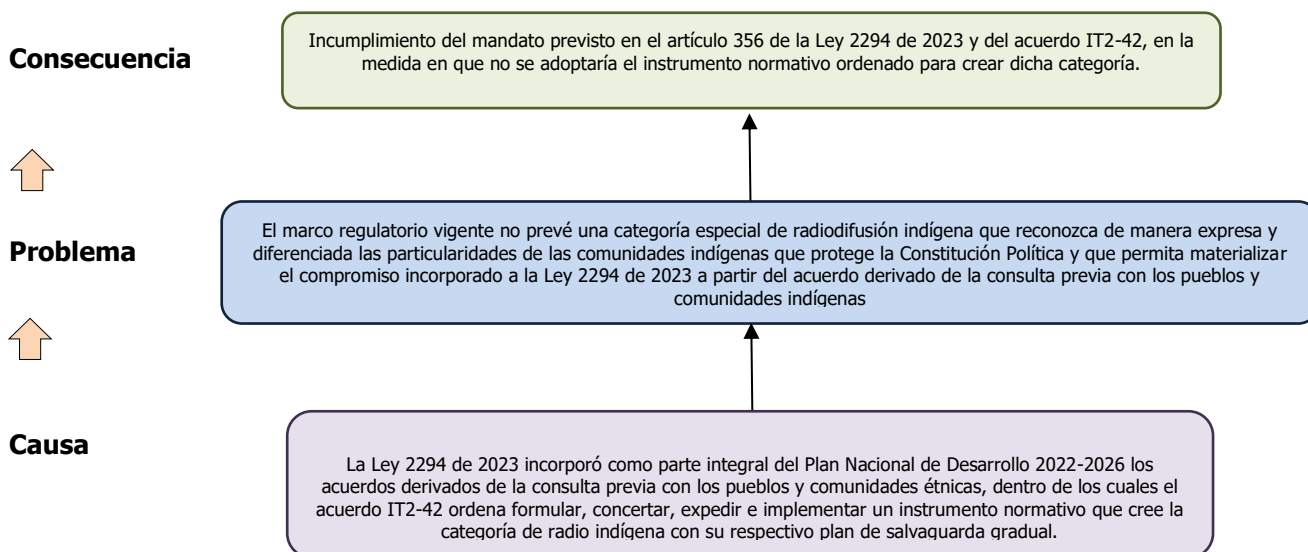 Consecuencia
Incumplimiento del mandato previsto en el artículo 356 de la Ley 2294 de 2023 y del acuerdo IT2-42, en la
medida en que no se adoptaría el instrumento normativo ordenado para crear dicha categoría.
Problema
El marco regulatorio vigente no prevé una categoría especial de radiodifusión indígena que reconozca de manera expresa y
diferenciada las particularidades de las comunidades indígenas que protege la Constitución Política y que permita materializar
el compromiso incorporado a la Ley 2294 de 2023 a partir del acuerdo derivado de la consulta previa con los pueblos y
comunidades indígenas
Causa
La Ley 2294 de 2023 incorporó como parte integral del Plan Nacional de Desarrollo 2022-2026 los
acuerdos derivados de la consulta previa con los pueblos y comunidades étnicas, dentro de los cuales el
acuerdo IT2-42 ordena formular, concertar, expedir e implementar un instrumento normativo que cree la
categoría de radio indígena con su respectivo plan de salvaguarda gradual.